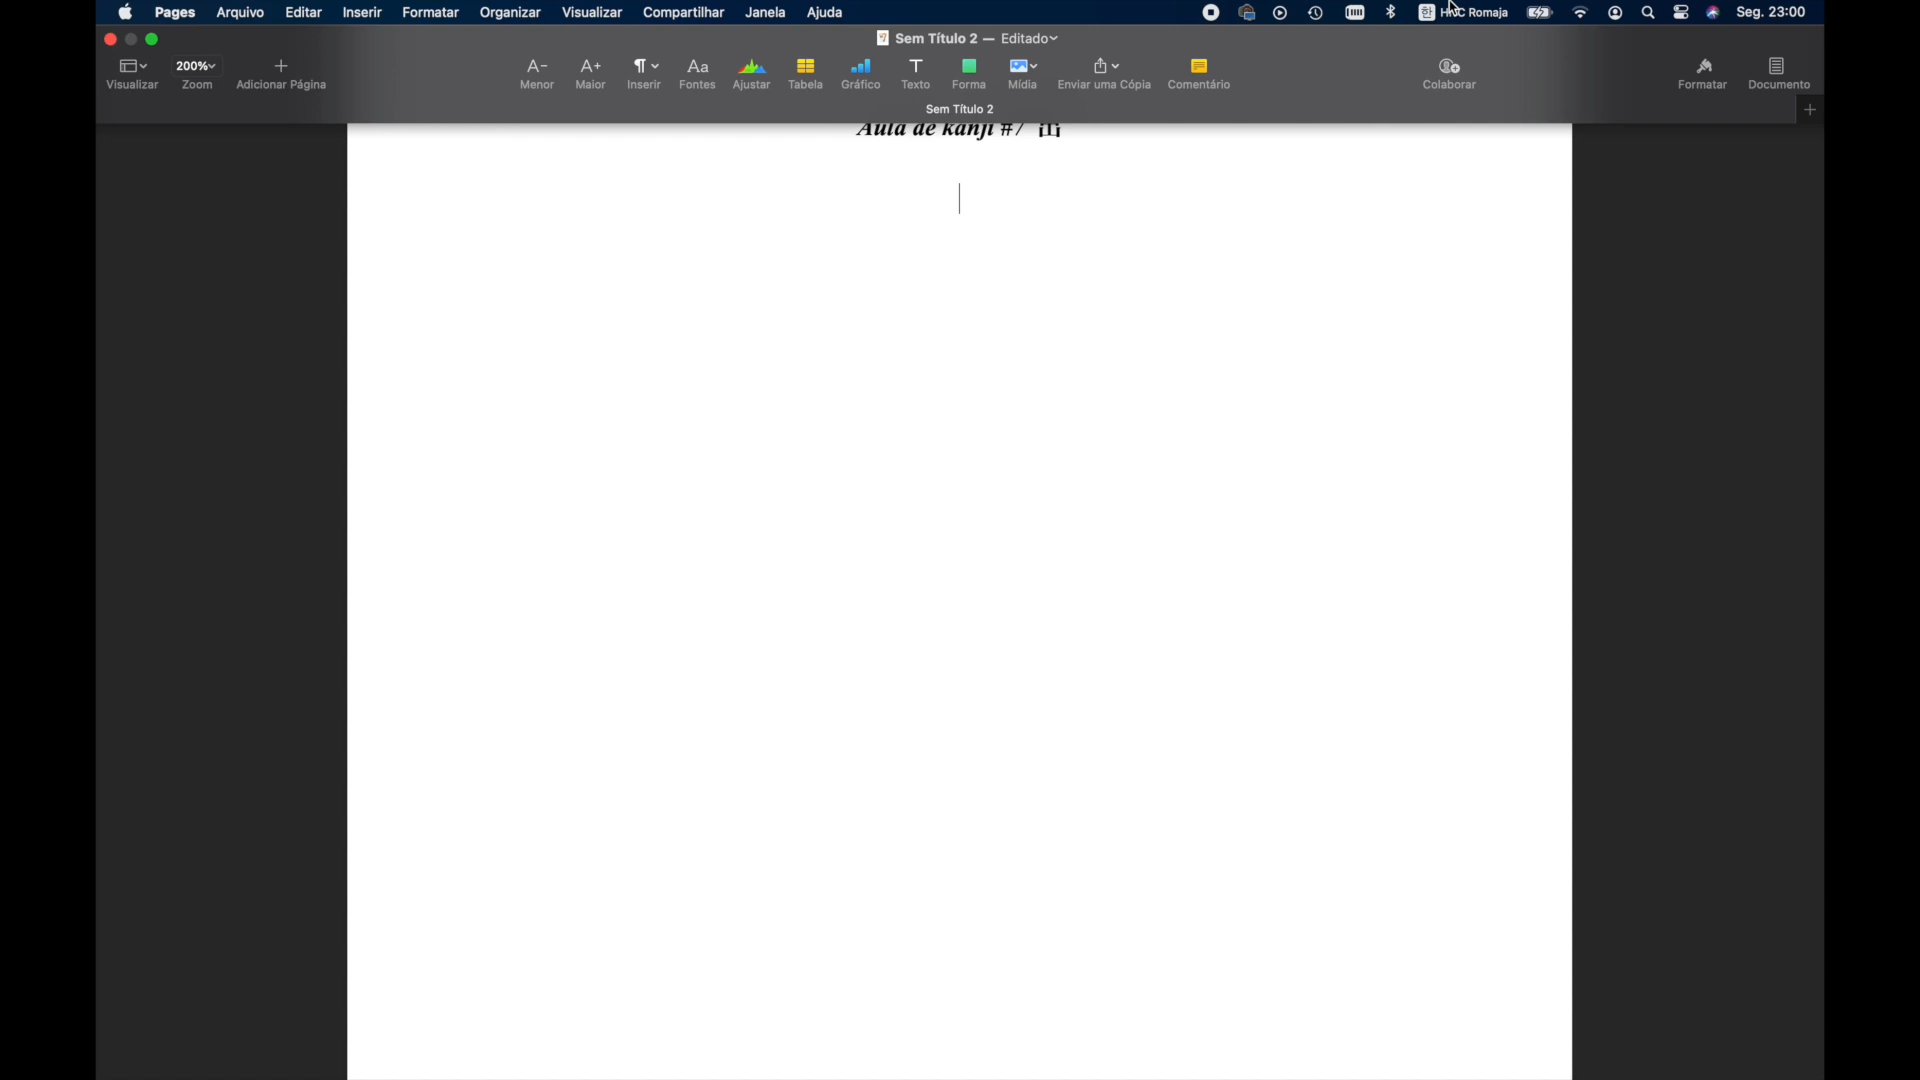 Pages Arquivo Editar Inserir Formatar Organizar Visualizar Compartilhar Janela Ajuda
한 Romaja Seg. 23:00
Sem Título 2 — Editado
200%
Visualizar Zoom Adicionar Página Menor Maior Inserir Fontes Ajustar Tabela Gráfico Texto Forma Mídia Enviar uma Cópia Comentário Colaborar Formatar Documento
Sem Título 2
Aula de kanji #7